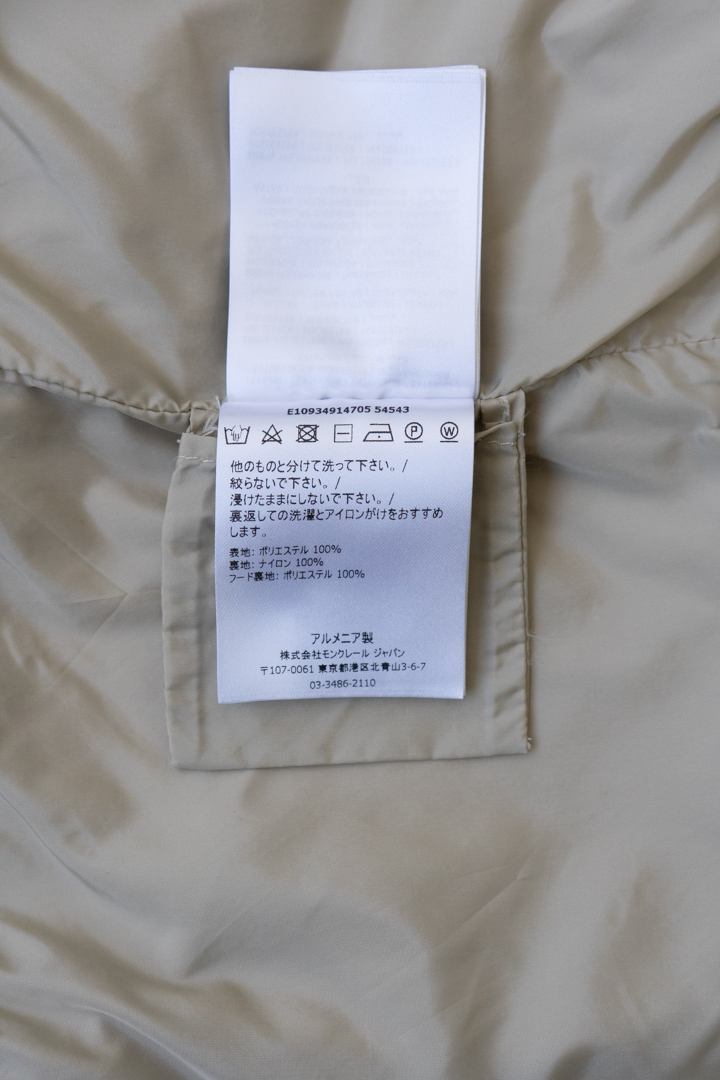 E10934914705 54543
他のものと分けて洗って下さい。/
絞らないで下さい。/
浸けたままにしないで下さい。/
裏返しての洗濯とアイロンがけをおすすめ
します。
表地: ポリエステル 100%
裏地: ナイロン 100%
フード裏地: ポリエステル 100%
アルメニア製
株式会社モンクレール ジャパン
〒107-0061 東京都港区北青山3-6-7
03-3486-2110